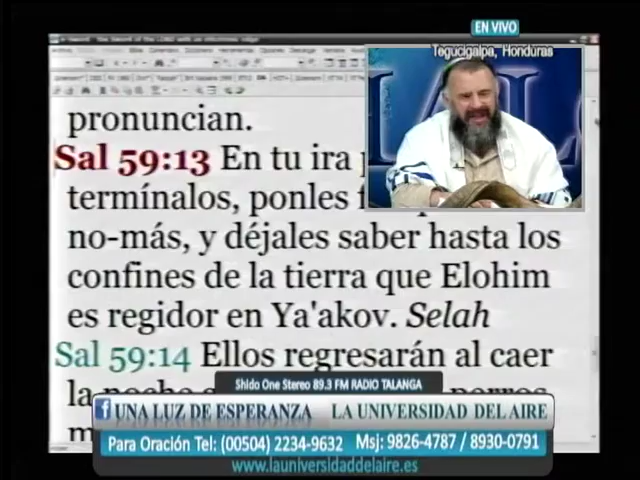 EN VIVO
Tegucigalpa, Honduras
pronuncian.
Sal 59:13 En tu ira
termínalos, ponles
no-más, y déjales saber hasta los
confines de la tierra que Elohim
es regidor en Ya'akov. Selah
Sal 59:14 Ellos regresarán al caer
la noche
Shido One Stereo 89.3 FM RADIO TALANGA
UNA LUZ DE ESPERANZA LA UNIVERSIDAD DEL AIRE
Para Oración Tel: (00504) 2234-9632 Msj: 9826-4787 / 8930-0791
www.launiversidaddelaire.es